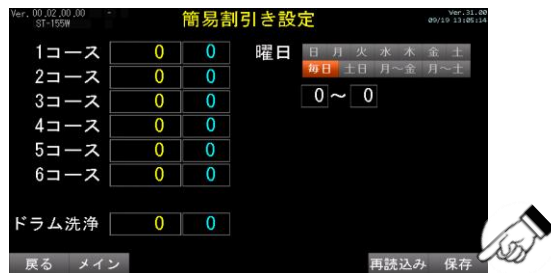 Ver. 00.02.00.00 -
ST-155W
簡易割引き設定
Ver.31.00
09/19 13:05:14
1コース 0 0
2コース 0 0
3コース 0 0
4コース 0 0
5コース 0 0
6コース 0 0
ドラム洗浄 0 0
曜日
日 月 火 水 木 金 土
毎日 土日 月～金 月～土
0 ～ 0
戻る メイン 再読込み 保存